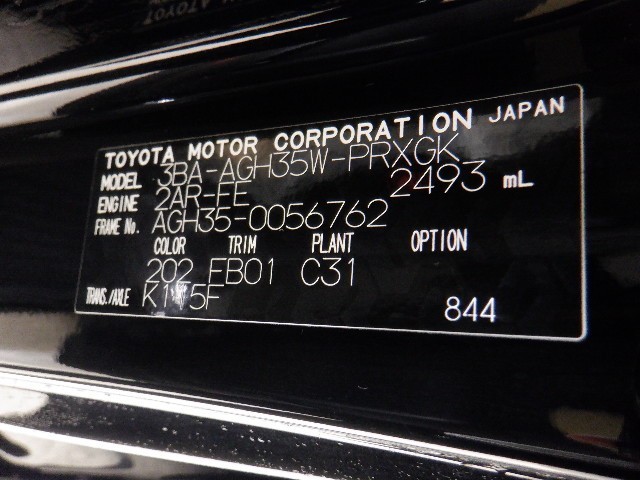 TOYOTA MOTOR CORPORATION JAPAN
MODEL 3BA-AGH35W-PRXGK
ENGINE 2AR-FE 2493 mL
FRAME No. AGH35-0056762
COLOR TRIM PLANT OPTION
202 EB01 C31
TRANS./AXLE K115F
844